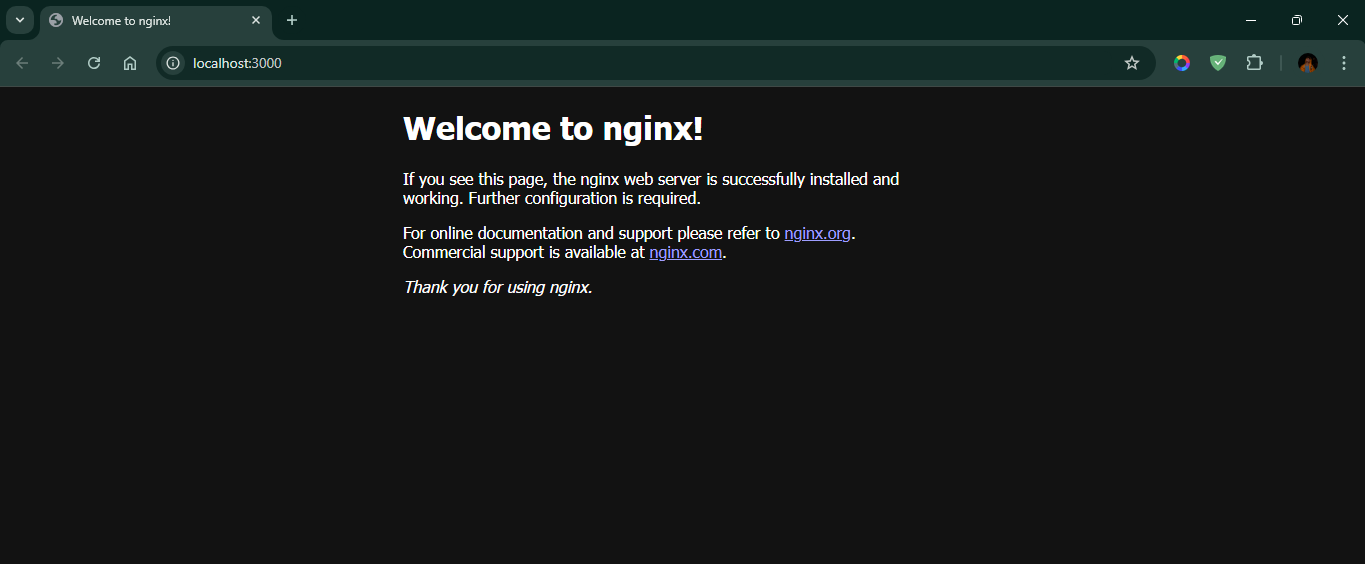 Welcome to nginx!
localhost:3000
Welcome to nginx!
If you see this page, the nginx web server is successfully installed and
working. Further configuration is required.
For online documentation and support please refer to nginx.org.
Commercial support is available at nginx.com.
Thank you for using nginx.